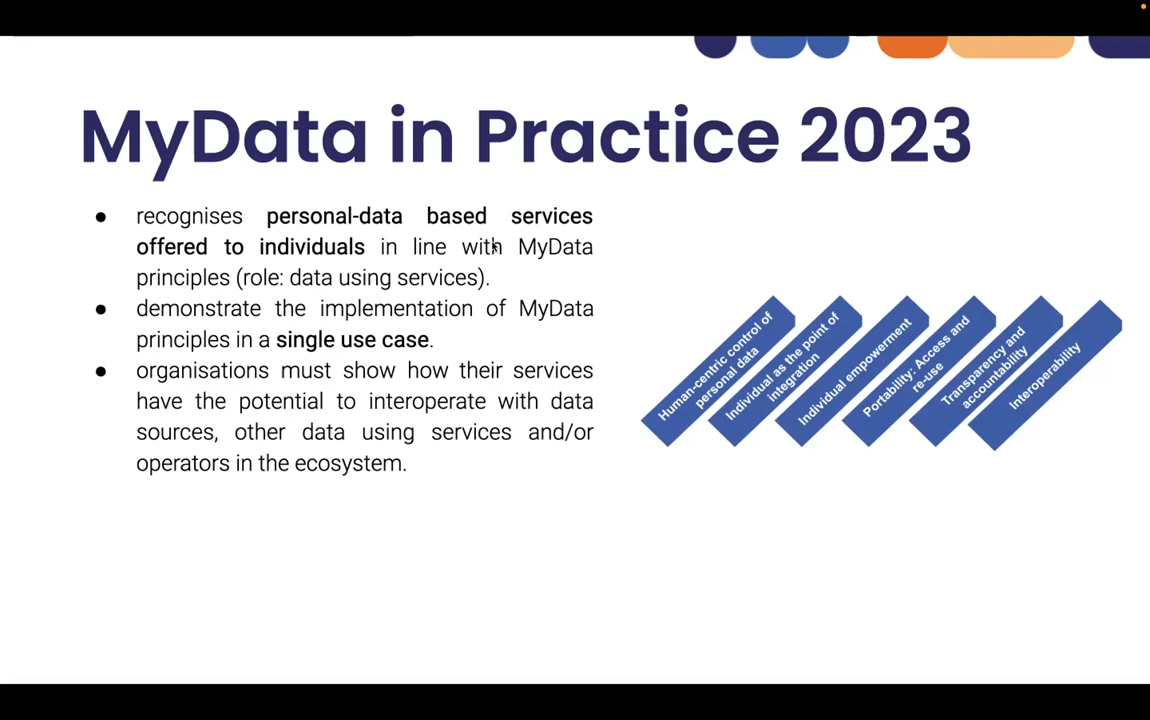 MyData in Practice 2023
● recognises personal-data based services
offered to individuals in line with MyData
principles (role: data using services).
● demonstrate the implementation of MyData
principles in a single use case.
● organisations must show how their services
have the potential to interoperate with data
sources, other data using services and/or
operators in the ecosystem.
Human-centric control of
personal data
Individual as the point of
integration
Individual empowerment
Portability: Access and
re-use
Transparency and
accountability
Interoperability